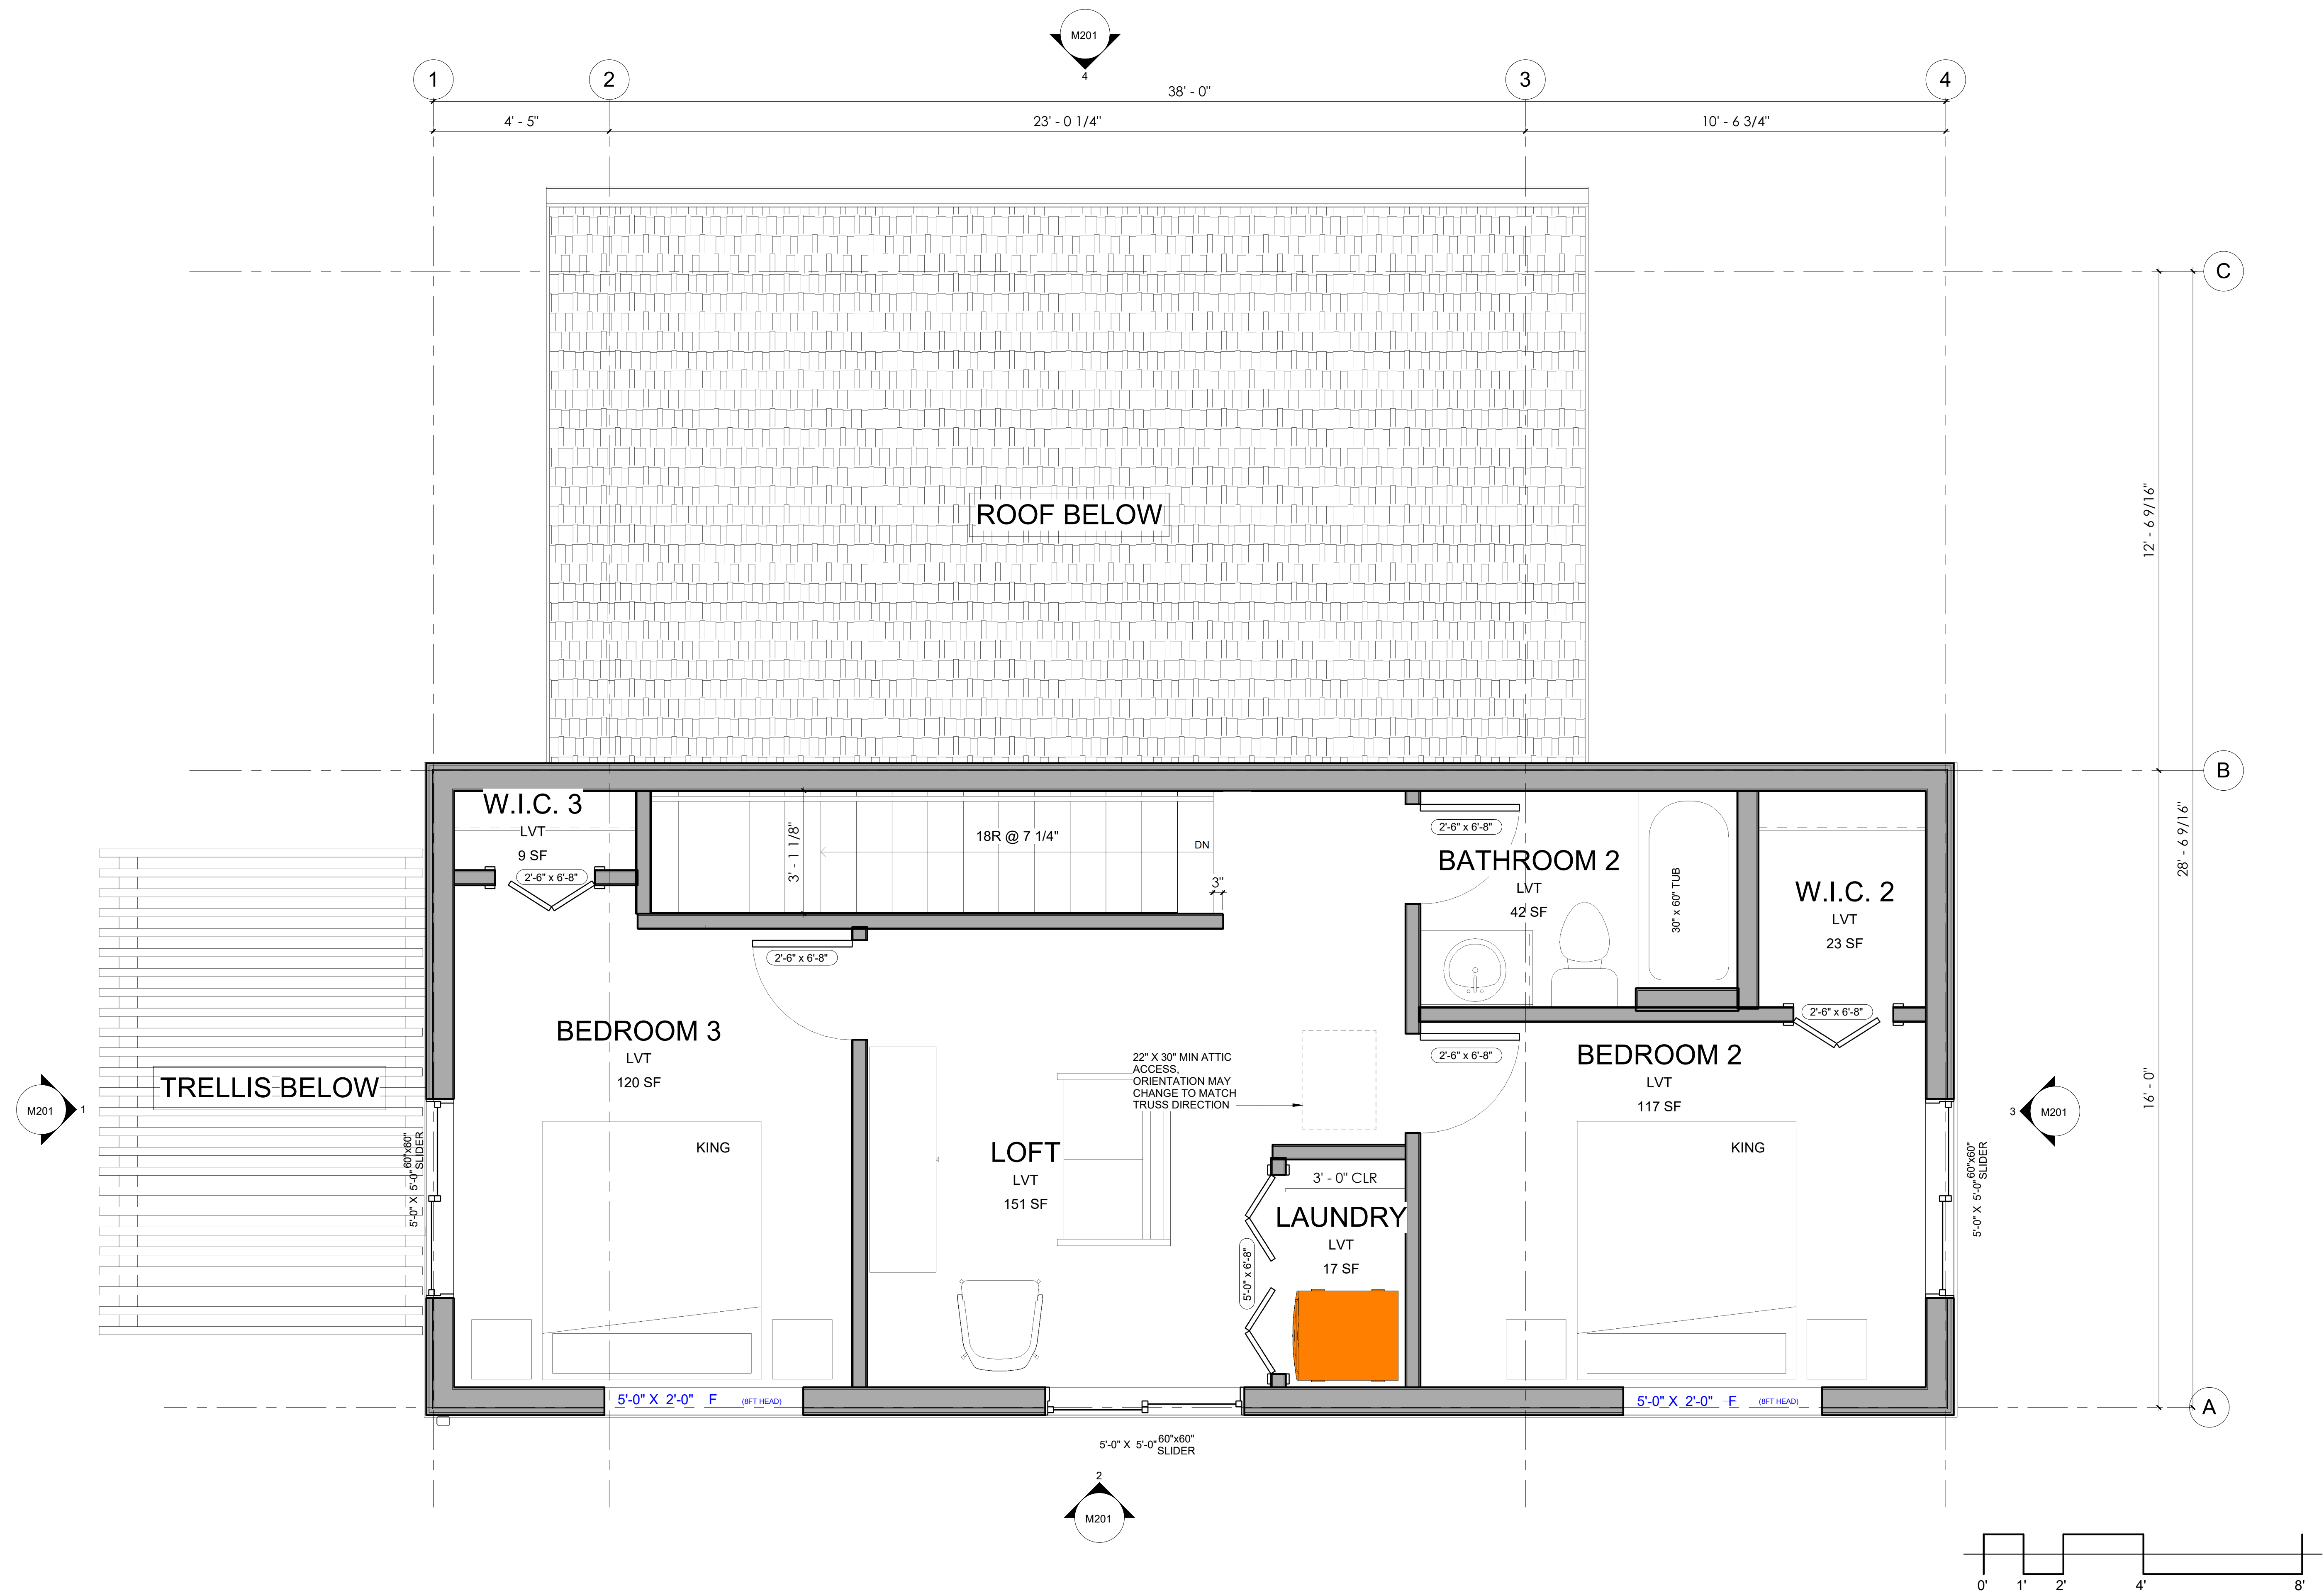 M201
4
1
2
3
4
38' - 0"
4' - 5"
23' - 0 1/4"
10' - 6 3/4"
C
12' - 6 9/16"
ROOF BELOW
B
28' - 6 9/16"
16' - 0"
A
W.I.C. 3
LVT
9 SF
2'-6" x 6'-8"
3' - 1 1/8"
18R @ 7 1/4"
DN
3"
2'-6" x 6'-8"
BATHROOM 2
LVT
42 SF
30" x 60" TUB
W.I.C. 2
LVT
23 SF
2'-6" x 6'-8"
2'-6" x 6'-8"
BEDROOM 3
LVT
120 SF
KING
22" X 30" MIN ATTIC
ACCESS,
ORIENTATION MAY
CHANGE TO MATCH
TRUSS DIRECTION
2'-6" x 6'-8"
BEDROOM 2
LVT
117 SF
KING
TRELLIS BELOW
M201
1
5'-0" X 5'-0" 60"x60"
SLIDER
LOFT
LVT
151 SF
3' - 0" CLR
LAUNDRY
LVT
17 SF
5'-0" x 6'-8"
3
M201
5'-0" X 5'-0" 60"x60"
SLIDER
5'-0" X 2'-0" F (8FT HEAD)
5'-0" X 2'-0" F (8FT HEAD)
5'-0" X 5'-0" 60"x60"
SLIDER
2
M201
0' 1' 2' 4' 8'